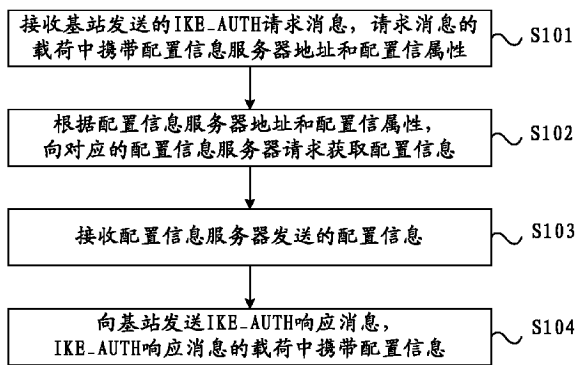 接收基站发送的IKE_AUTH请求消息，请求消息的
载荷中携带配置信息服务器地址和配置信属性
S101
根据配置信息服务器地址和配置信属性，
向对应的配置信息服务器请求获取配置信息
S102
接收配置信息服务器发送的配置信息
S103
向基站发送IKE_AUTH响应消息，
IKE_AUTH响应消息的载荷中携带配置信息
S104